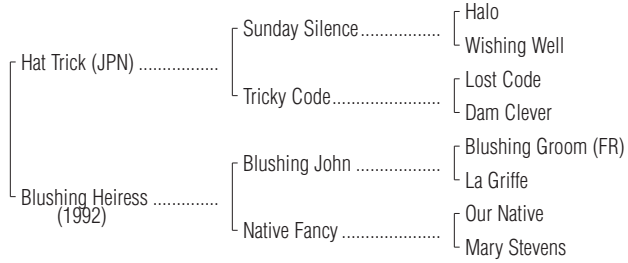 Halo
Sunday Silence..................
Wishing Well
Hat Trick (JPN) ................
Lost Code
Tricky Code.......................
Dam Clever
Blushing Groom (FR)
Blushing John ..................
La Griffe
Blushing Heiress ..............
(1992)
Our Native
Native Fancy .....................
Mary Stevens